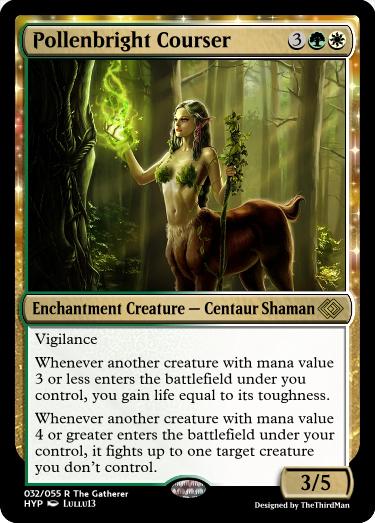 Pollenbright Courser 3
Enchantment Creature — Centaur Shaman
Vigilance
Whenever another creature with mana value
3 or less enters the battlefield under you
control, you gain life equal to its toughness.
Whenever another creature with mana value
4 or greater enters the battlefield under your
control, it fights up to one target creature
you don't control.
3/5
032/055 R The Gatherer
HYP Lullu13
Designed by TheThirdMan